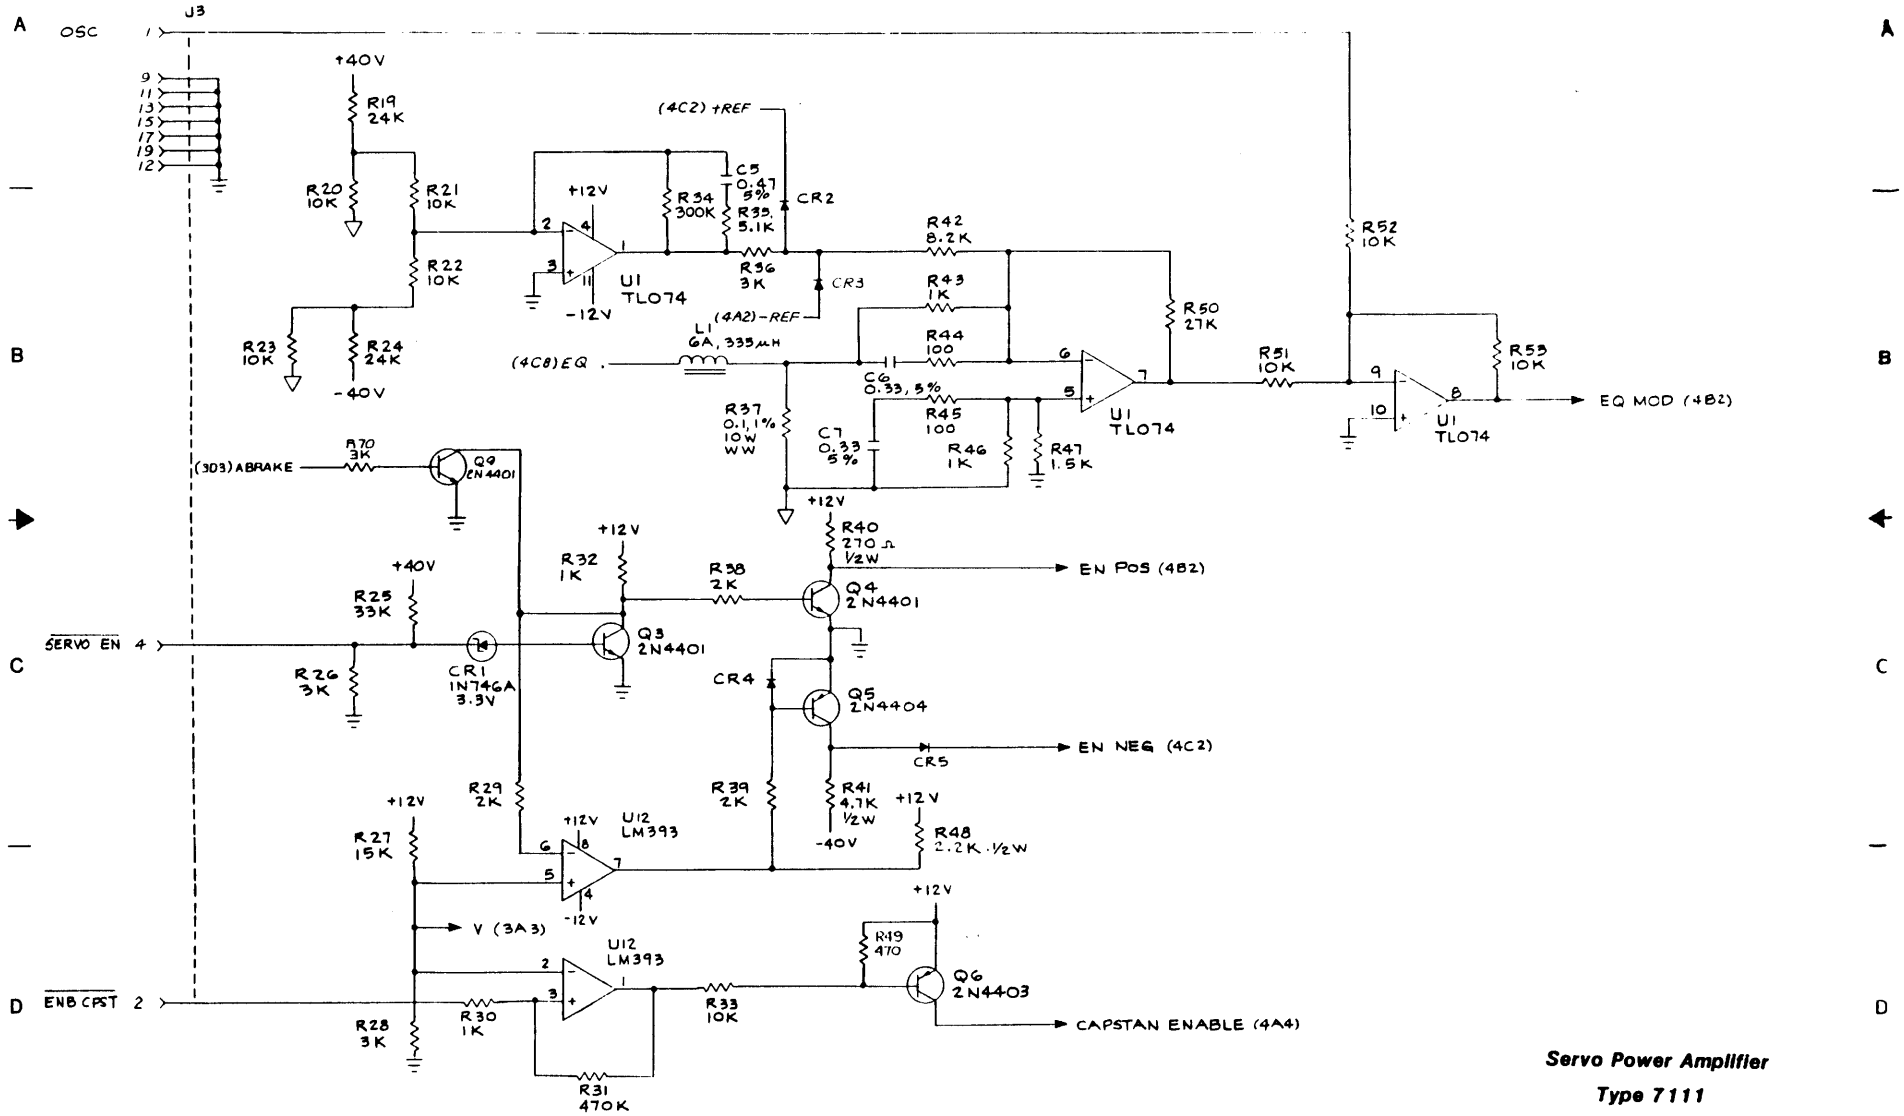 J3
A OSC 1 A
+40V
9
11
13
15
17
19
12
R19
24K
(4C2) +REF
R20
10K
R21
10K
+12V
2 4
3 11
1
U1
TL074
-12V
R34
300K
C5
0.47
5%
R35
5.1K
CR2
R36
3K
R42
8.2K
R52
10K
R22
10K
CR3
R43
1K
(4A2)-REF
R50
27K
B B
R23
10K
R24
24K
-40V
L1
6A, 335µH
(4C8) EQ
R44
100
C6
0.33, 5%
6
5
7
U1
TL074
R51
10K
R53
10K
9
10
8
U1
TL074
EQ MOD (4B2)
R37
0.1, 1%
10W
WW
C7
0.33
5%
R45
100
R46
1K
R47
1.5K
R70
3K
(3D3) ABRAKE
Q9
2N4401
+12V
R40
270 Ω
1/2W
EN POS (4B2)
+12V
R32
1K
R38
2K
Q4
2N4401
+40V
R25
33K
SERVO EN 4
Q3
2N4401
C C
R26
3K
CR1
1N746A
3.3V
CR4
Q5
2N4404
EN NEG (4C2)
CR5
R29
2K
R39
2K
R41
4.7K
1/2W
-40V
+12V
R48
2.2K 1/2W
+12V
R27
15K
+12V
U12
LM393
6 8
5 4
7
-12V
V (3A3)
+12V
R49
470
U12
LM393
2
3
1
Q6
2N4403
D ENB CPST 2 D
R30
1K
R33
10K
R28
3K
CAPSTAN ENABLE (4A4)
R31
470K
Servo Power Amplifier
Type 7111